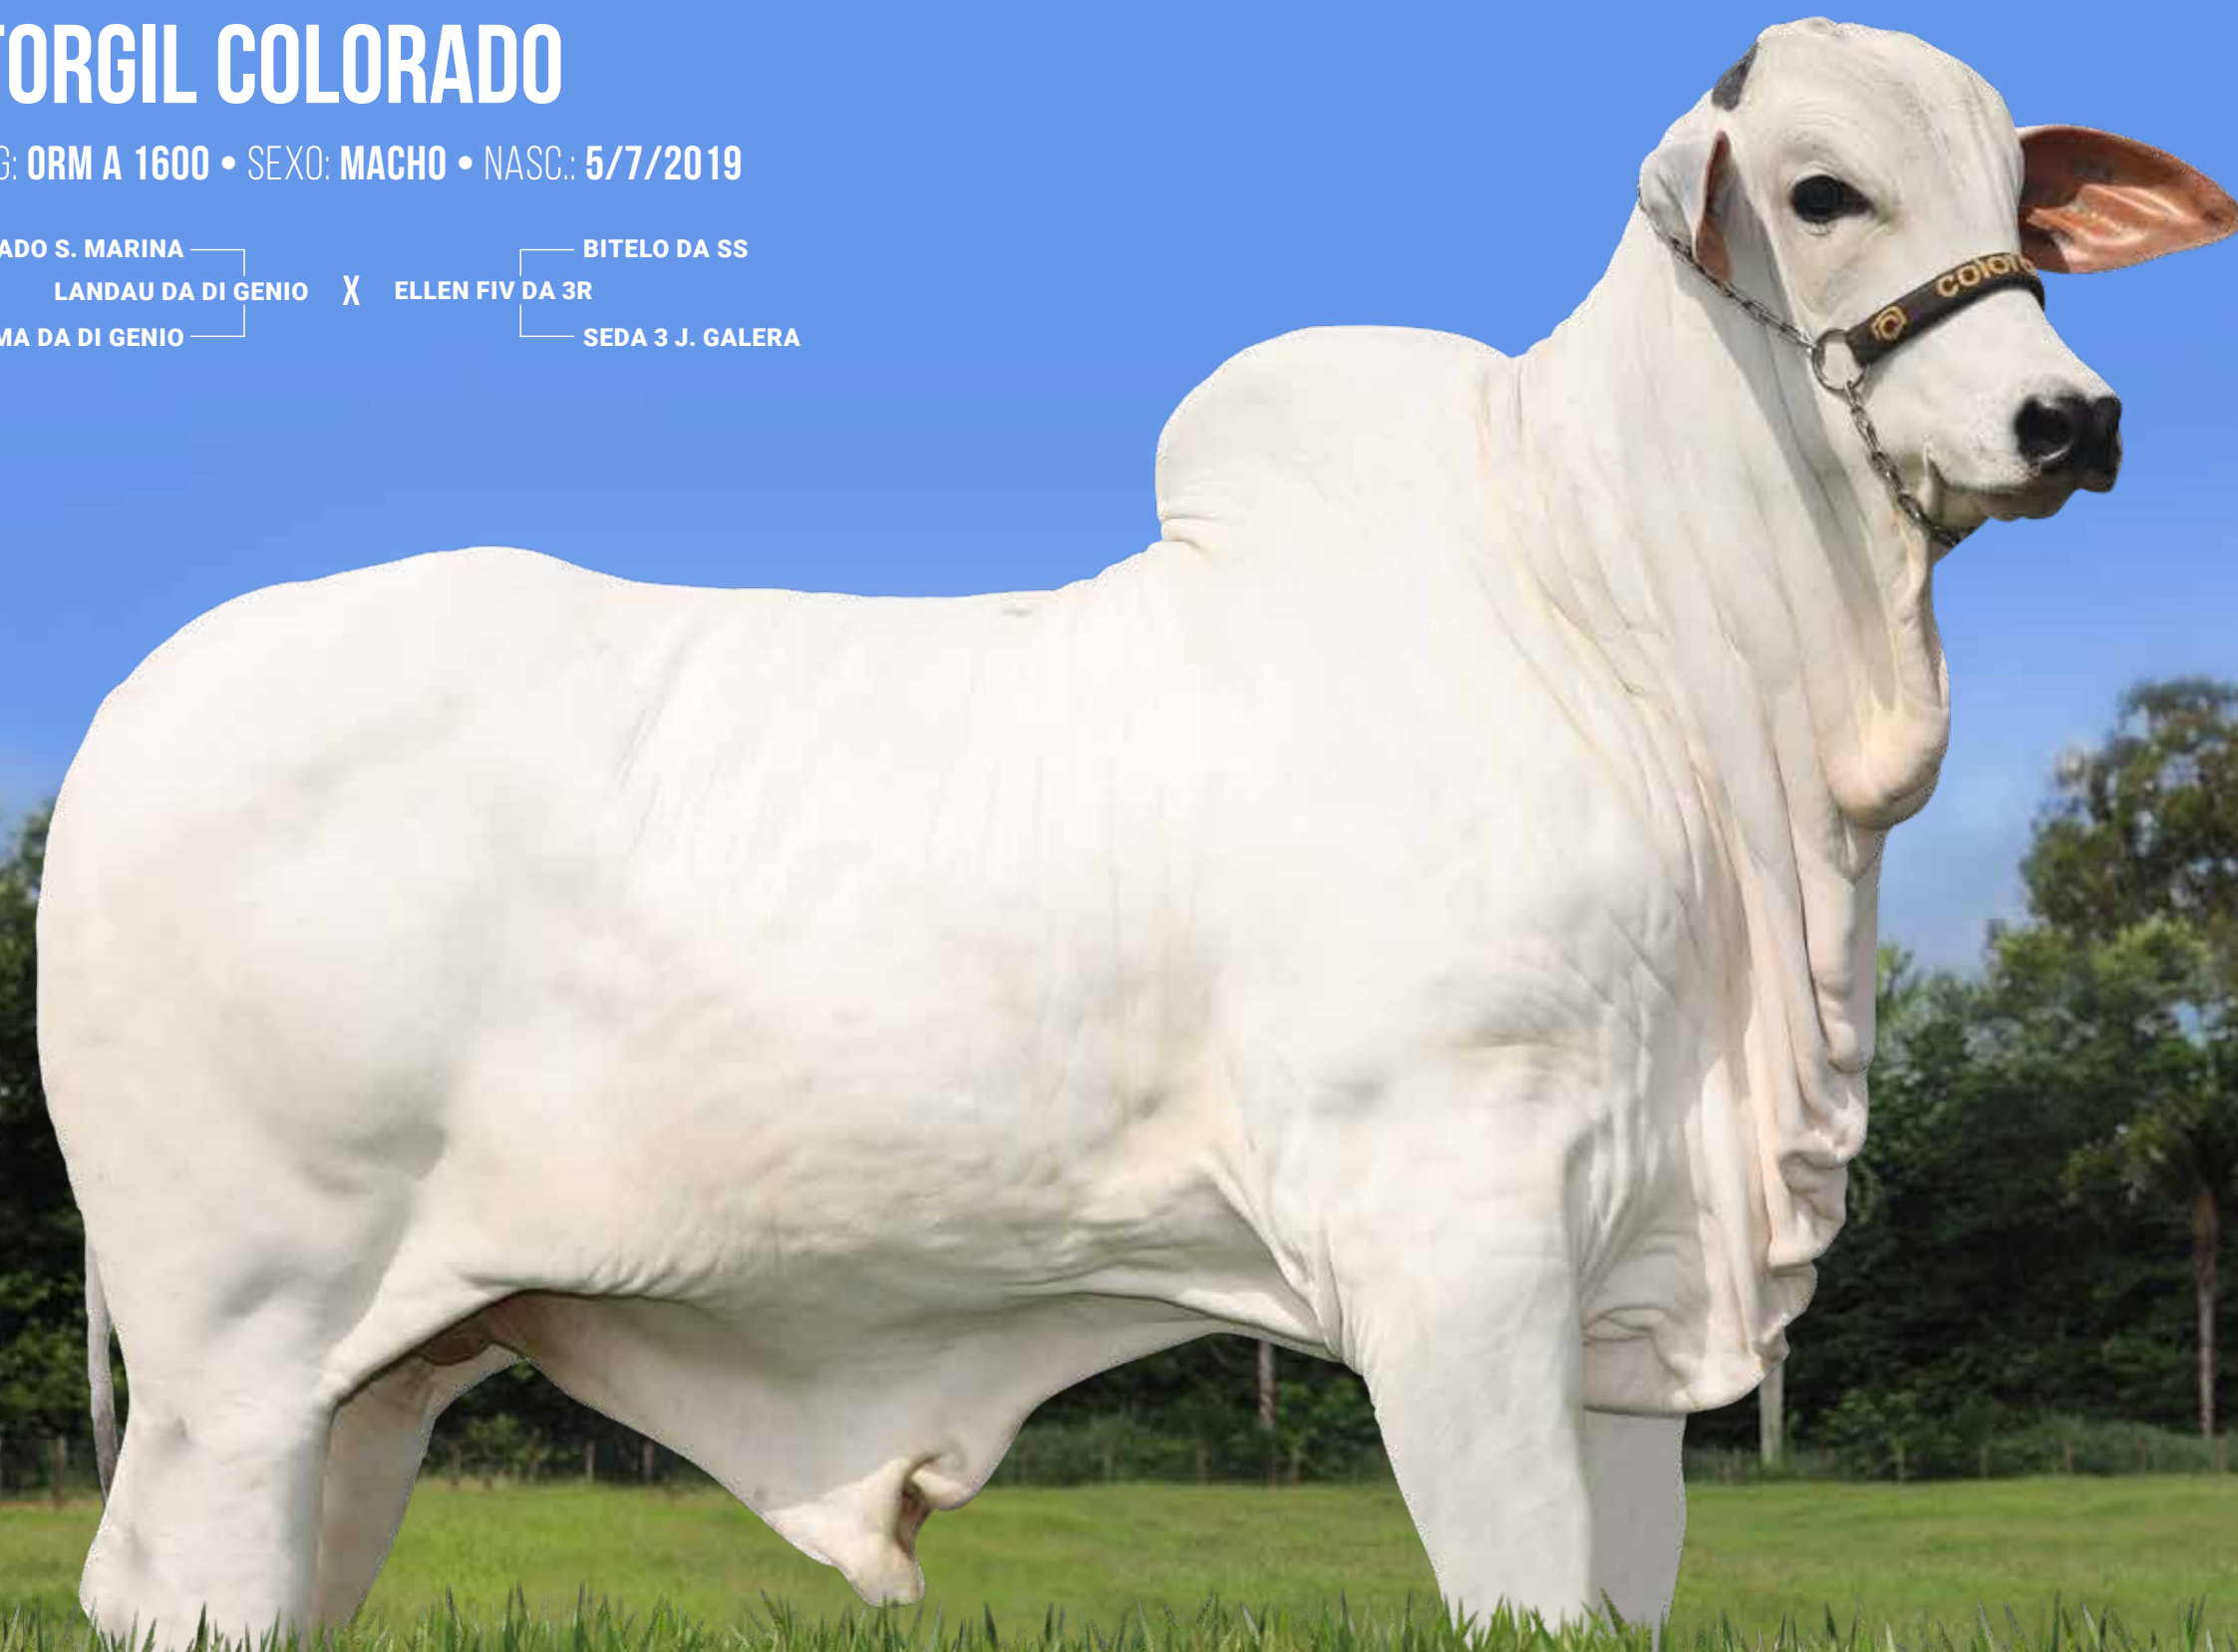 TORGIL COLORADO
G: ORM A 1600 • SEXO: MACHO • NASC.: 5/7/2019
ADO S. MARINA
LANDAU DA DI GENIO X ELLEN FIV DA 3R
MA DA DI GENIO
BITELO DA SS
SEDA 3 J. GALERA